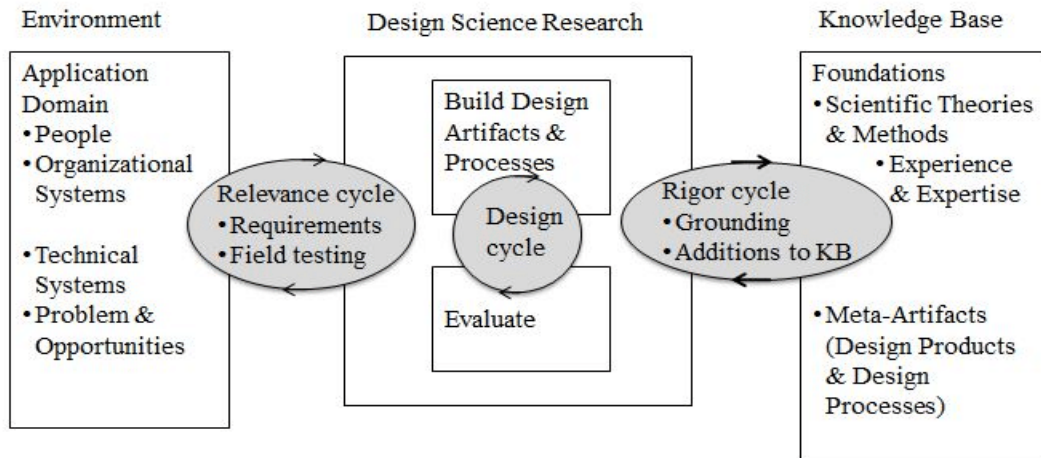 Environment
Design Science Research
Knowledge Base
Application
Domain
•People
•Organizational
Systems
•Technical
Systems
•Problem &
Opportunities
Relevance cycle
•Requirements
•Field testing
Build Design
Artifacts &
Processes
Design
cycle
Evaluate
Rigor cycle
•Grounding
•Additions to KB
Foundations
•Scientific Theories
& Methods
•Experience
& Expertise
•Meta-Artifacts
(Design Products
& Design
Processes)